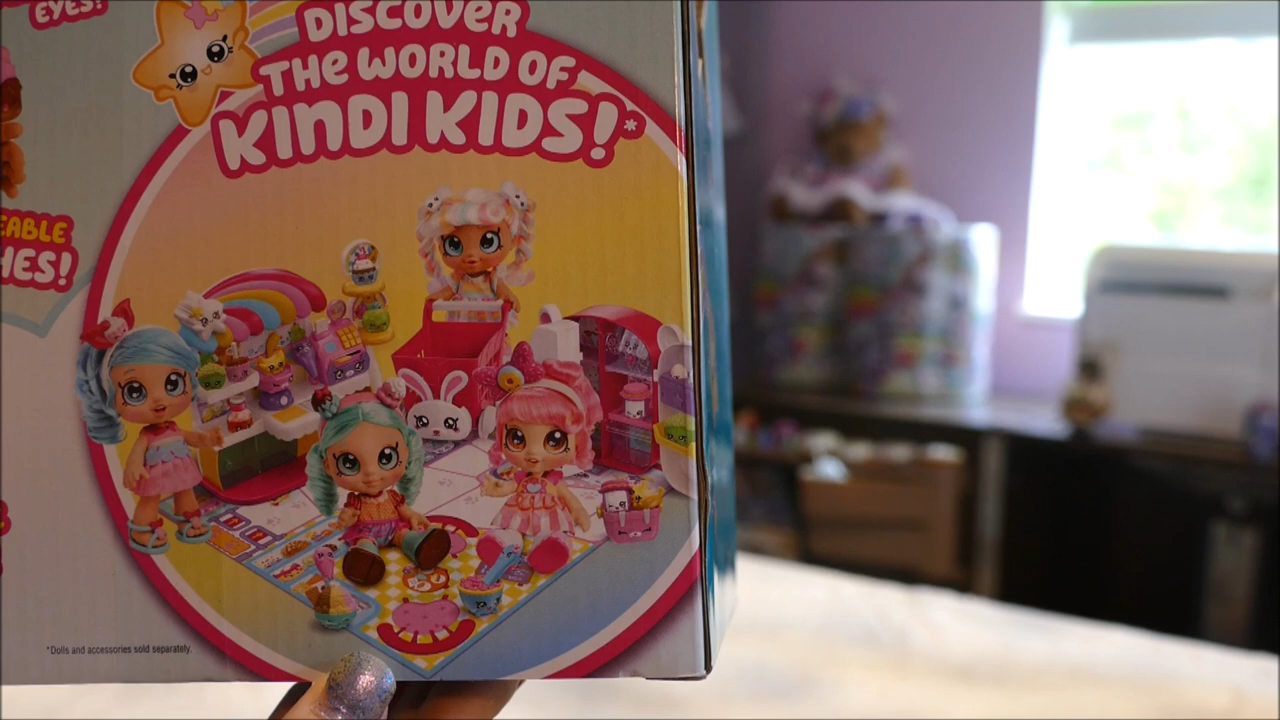 EYES!
DISCOVER
THE WORLD OF
KINDI KIDS!*
EABLE
HES!
*Dolls and accessories sold separately.